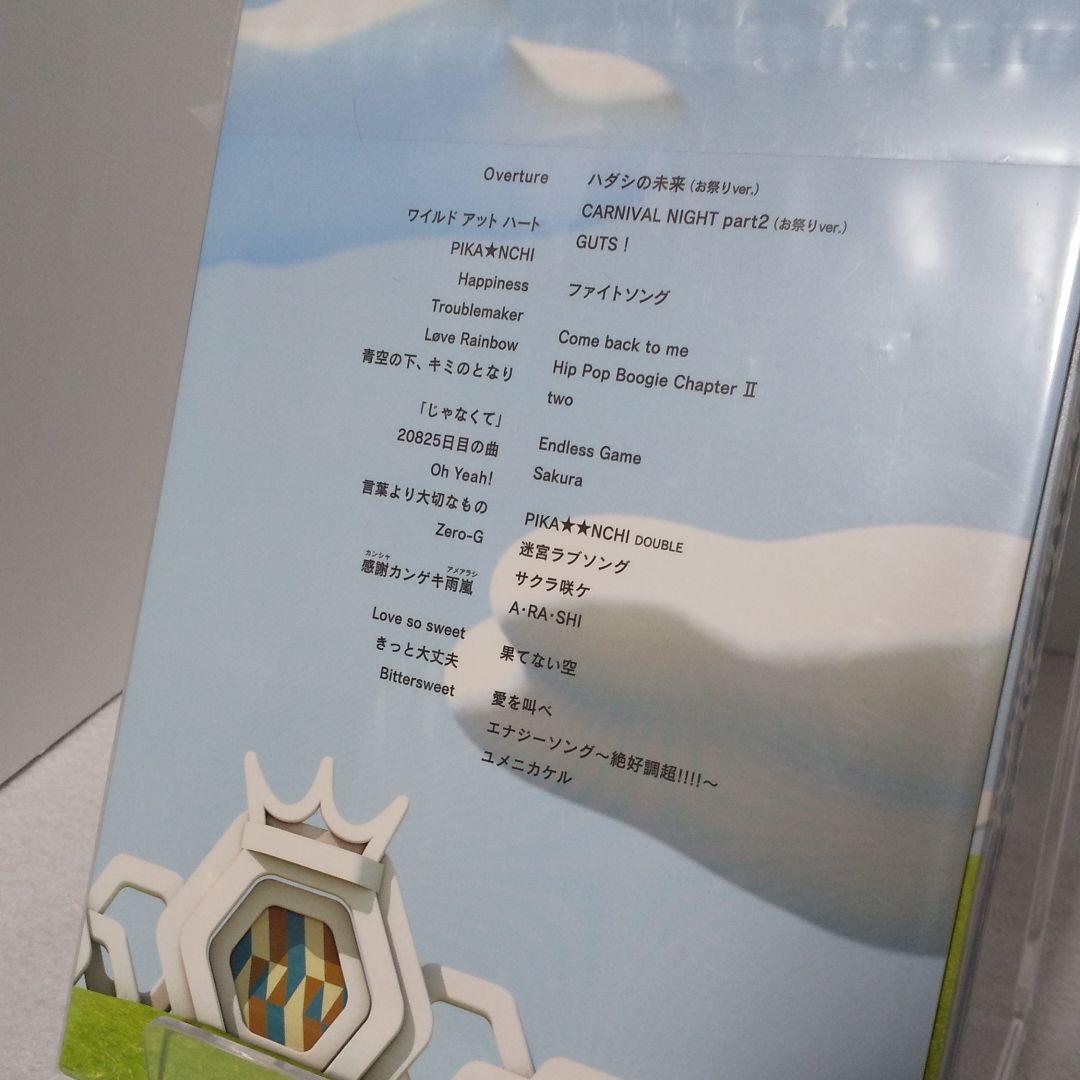 Overture
ワイルド アット ハート
PIKA★NCHI
Happiness
Troublemaker
Løve Rainbow
青空の下、キミのとなり
「じゃなくて」
20825日目の曲
Oh Yeah!
言葉より大切なもの
Zero-G
カンシャ アメアラシ
感謝カンゲキ雨嵐
Love so sweet
きっと大丈夫
Bittersweet
ハダシの未来 (お祭りver.)
CARNIVAL NIGHT part2 (お祭りver.)
GUTS !
ファイトソング
Come back to me
Hip Pop Boogie Chapter Ⅱ
two
Endless Game
Sakura
PIKA★★NCHI DOUBLE
迷宮ラブソング
サクラ咲ケ
A・RA・SHI
果てない空
愛を叫べ
エナジーソング〜絶好調超!!!!〜
ユメニカケル